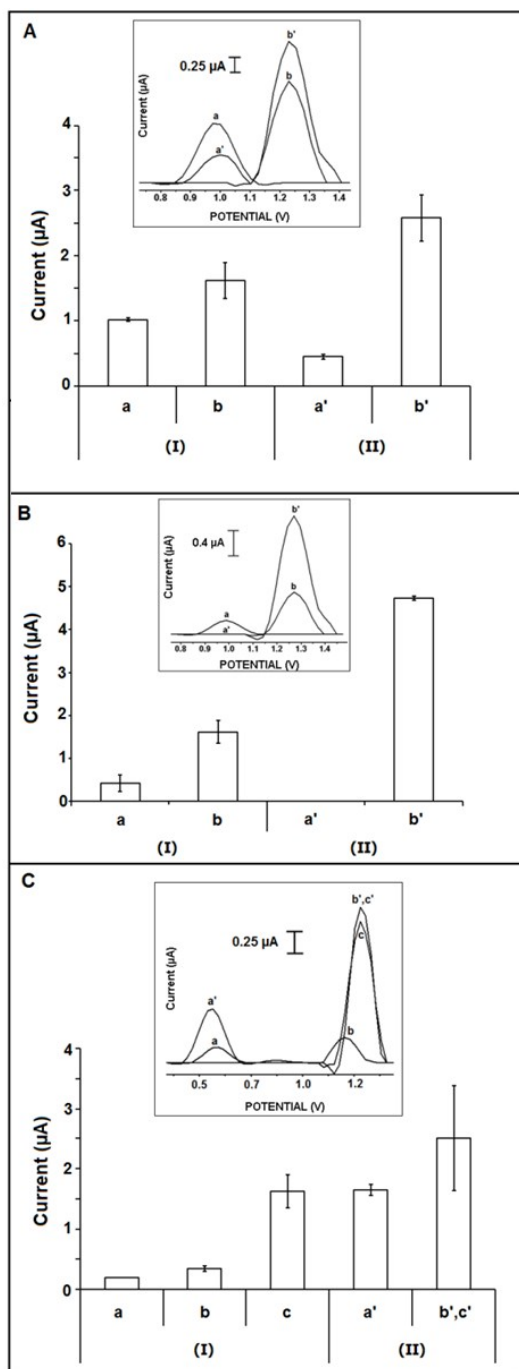 A
0.25 µA
b'
b
a
a'
Current (µA)
0.8 0.9 1.0 1.1 1.2 1.3 1.4
POTENTIAL (V)
Current (µA)
4
3
2
1
0
a b a' b'
(I) (II)
B
0.4 µA
b'
b
a
a'
Current (µA)
0.8 0.9 1.0 1.1 1.2 1.3 1.4
POTENTIAL (V)
Current (µA)
6
5
4
3
2
1
0
a b a' b'
(I) (II)
C
0.25 µA
b',c'
c
a'
a
b
Current (µA)
0.5 0.7 1.0 1.2
POTENTIAL (V)
Current (µA)
4
3
2
1
0
a b c a' b',c'
(I) (II)